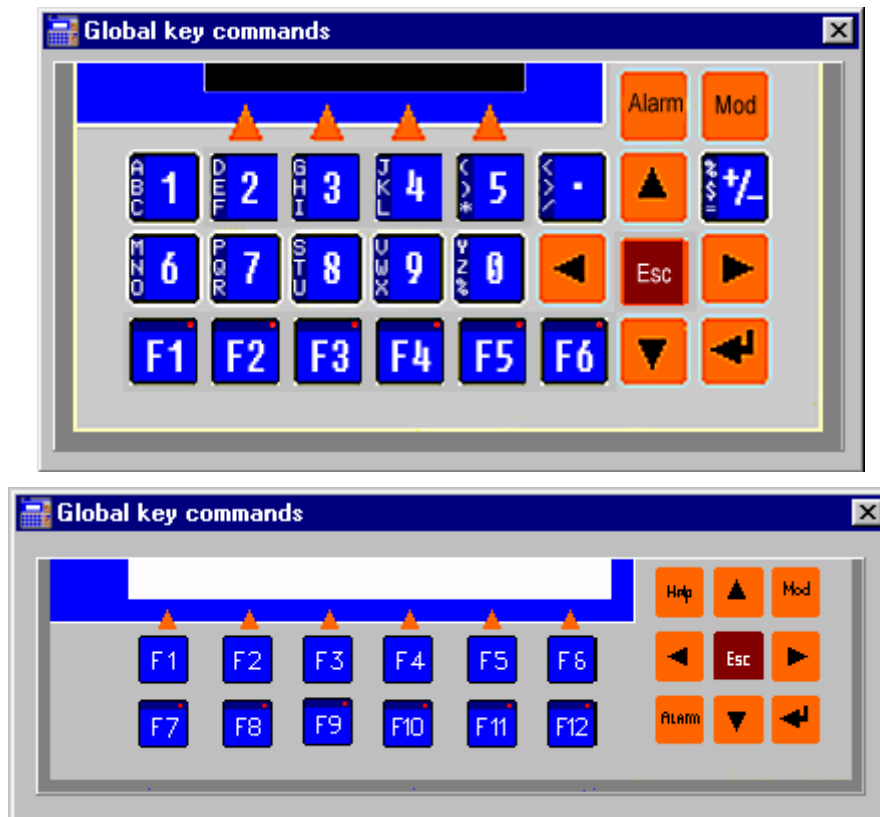 Global key commands
Alarm Mod
ABC 1 DEF 2 GHI 3 JKL 4 ()* 5 <>/ . %$= +/-
MNO 6 PQR 7 STU 8 VWX 9 YZ% 0 Esc
F1 F2 F3 F4 F5 F6
Global key commands
Help Mod
F1 F2 F3 F4 F5 F6 Esc
F7 F8 F9 F10 F11 F12 ALARM